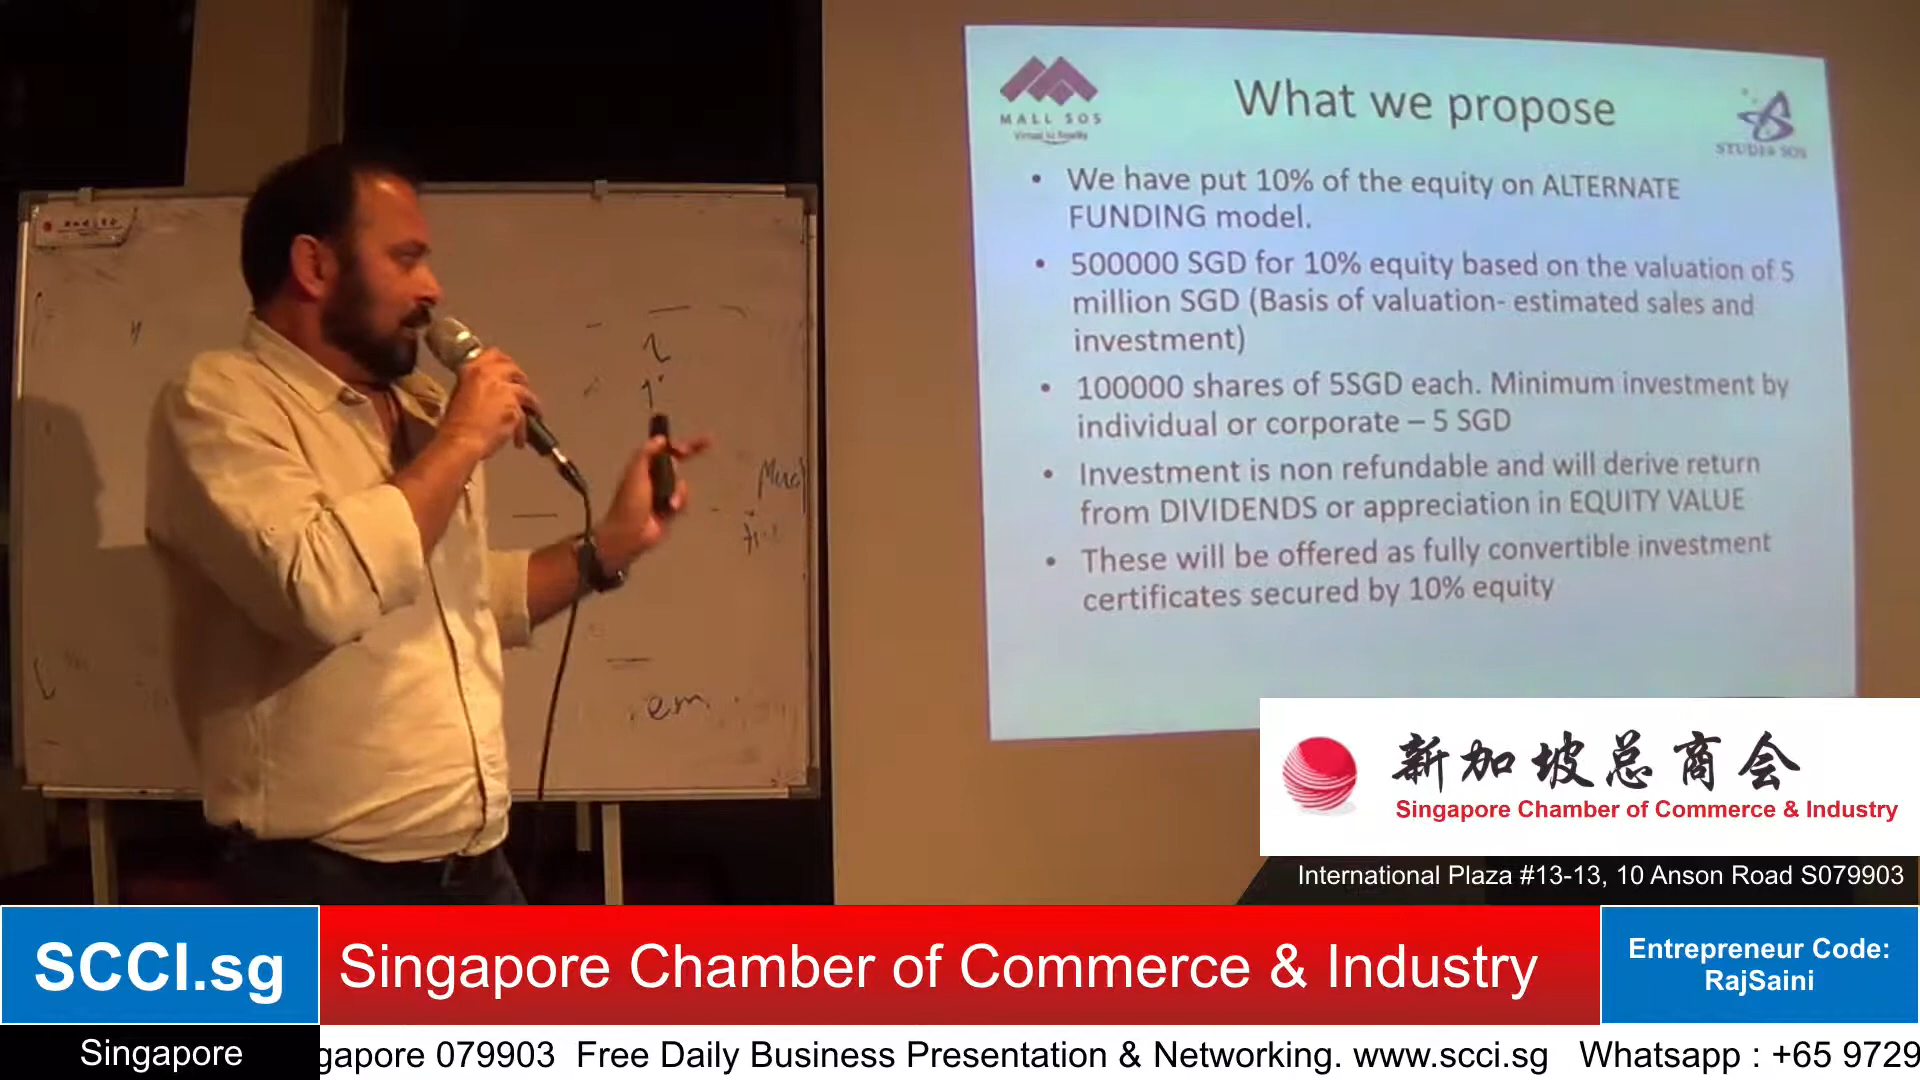 MALL SOS
Virtual to Reality
What we propose
STUDIA SOS
• We have put 10% of the equity on ALTERNATE
FUNDING model.
• 500000 SGD for 10% equity based on the valuation of 5
million SGD (Basis of valuation- estimated sales and
investment)
• 100000 shares of 5SGD each. Minimum investment by
individual or corporate – 5 SGD
• Investment is non refundable and will derive return
from DIVIDENDS or appreciation in EQUITY VALUE
• These will be offered as fully convertible investment
certificates secured by 10% equity
em
新加坡总商会
Singapore Chamber of Commerce & Industry
International Plaza #13-13, 10 Anson Road S079903
SCCI.sg
Singapore Chamber of Commerce & Industry
Entrepreneur Code:
RajSaini
Singapore
gapore 079903 Free Daily Business Presentation & Networking. www.scci.sg Whatsapp : +65 9729